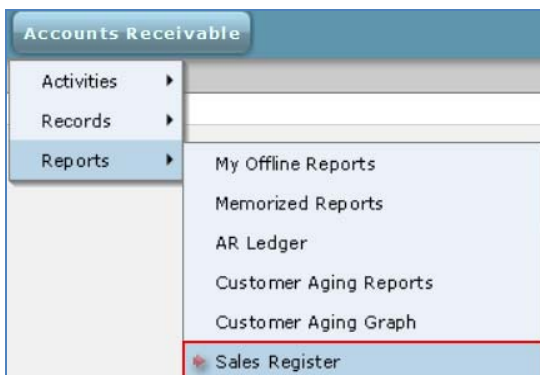 Accounts Receivable
Activities
Records
Reports
My Offline Reports
Memorized Reports
AR Ledger
Customer Aging Reports
Customer Aging Graph
Sales Register